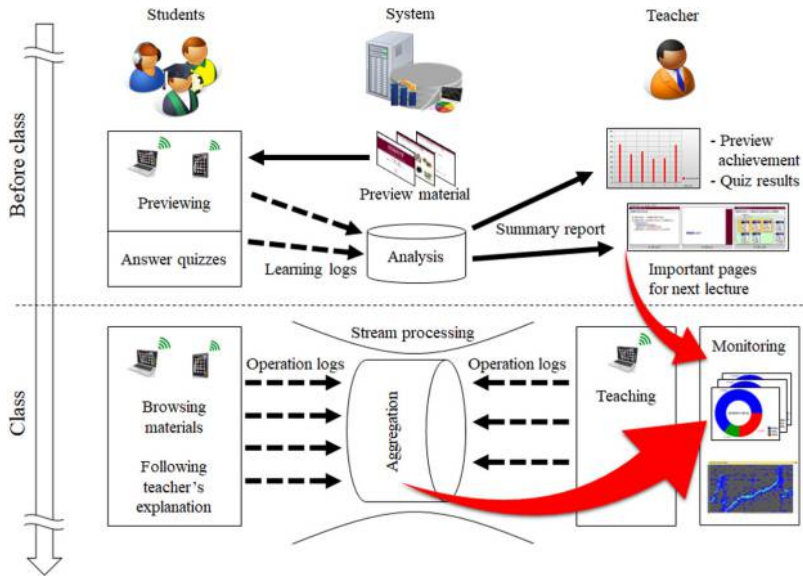 Students
System
Teacher
Before class
Previewing
Answer quizzes
Preview material
Learning logs
Analysis
Summary report
- Preview
achievement
- Quiz results
Important pages
for next lecture
Class
Browsing
materials
Following
teacher's
explanation
Stream processing
Operation logs
Aggregation
Operation logs
Teaching
Monitoring